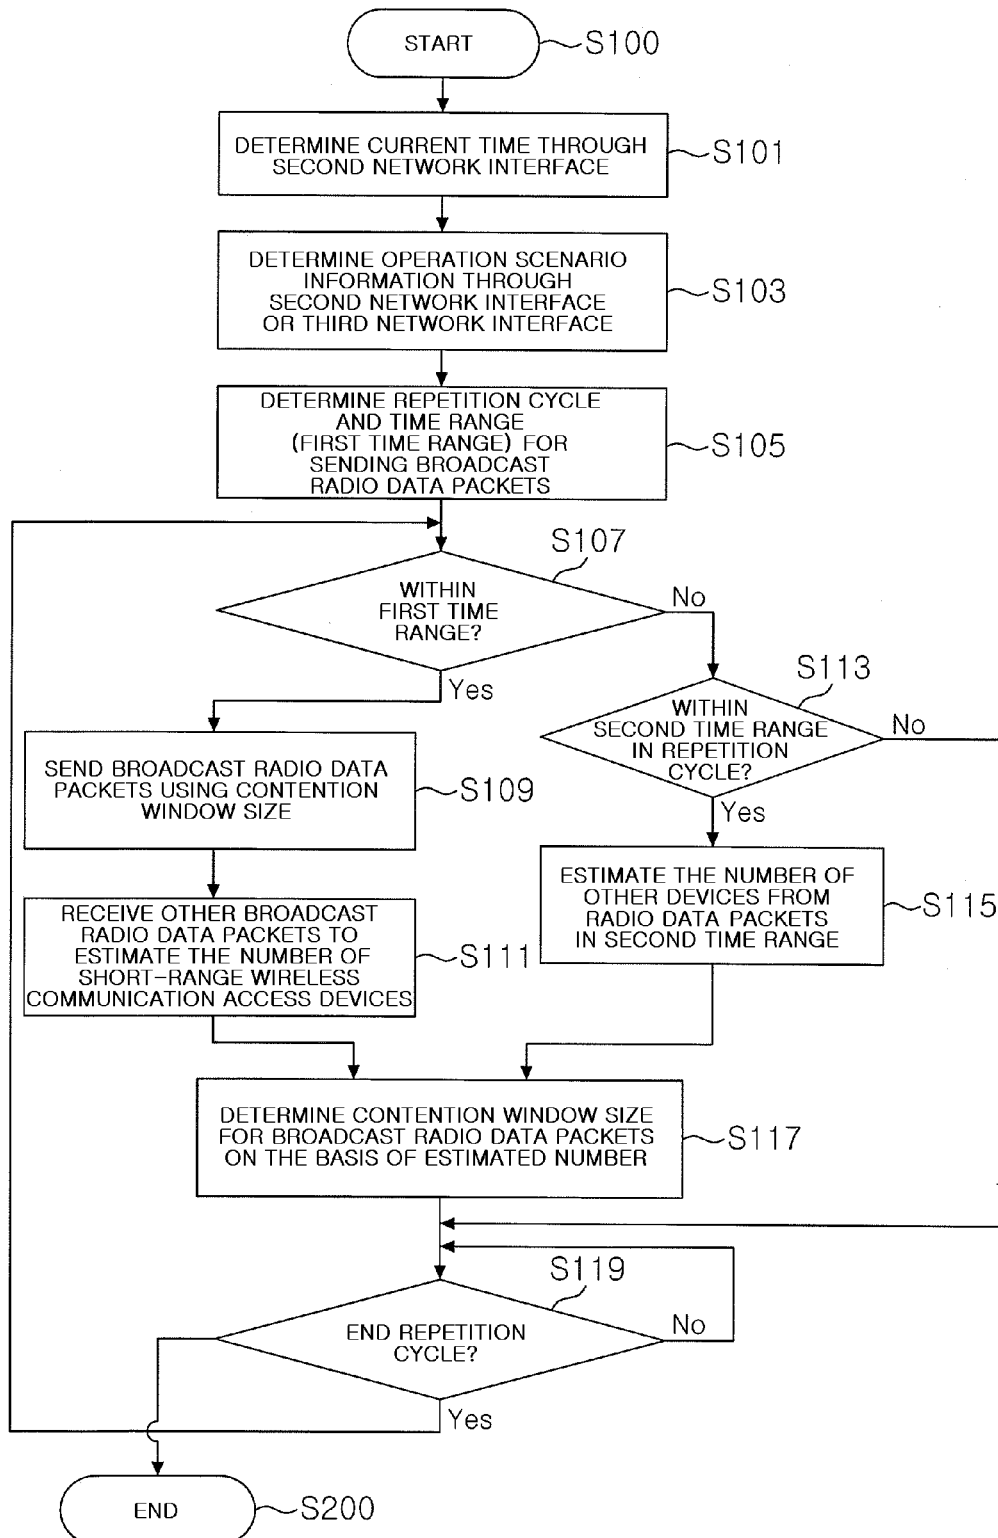 START
S100
DETERMINE CURRENT TIME THROUGH
SECOND NETWORK INTERFACE
S101
DETERMINE OPERATION SCENARIO
INFORMATION THROUGH
SECOND NETWORK INTERFACE
OR THIRD NETWORK INTERFACE
S103
DETERMINE REPETITION CYCLE
AND TIME RANGE
(FIRST TIME RANGE) FOR
SENDING BROADCAST
RADIO DATA PACKETS
S105
S107
WITHIN
FIRST TIME
RANGE?
No
Yes
S113
WITHIN
SECOND TIME RANGE
IN REPETITION
CYCLE?
No
Yes
SEND BROADCAST RADIO DATA
PACKETS USING CONTENTION
WINDOW SIZE
S109
RECEIVE OTHER BROADCAST
RADIO DATA PACKETS TO
ESTIMATE THE NUMBER OF
SHORT-RANGE WIRELESS
COMMUNICATION ACCESS DEVICES
S111
ESTIMATE THE NUMBER OF
OTHER DEVICES FROM
RADIO DATA PACKETS
IN SECOND TIME RANGE
S115
DETERMINE CONTENTION WINDOW SIZE
FOR BROADCAST RADIO DATA PACKETS
ON THE BASIS OF ESTIMATED NUMBER
S117
S119
END REPETITION
CYCLE?
No
Yes
END
S200